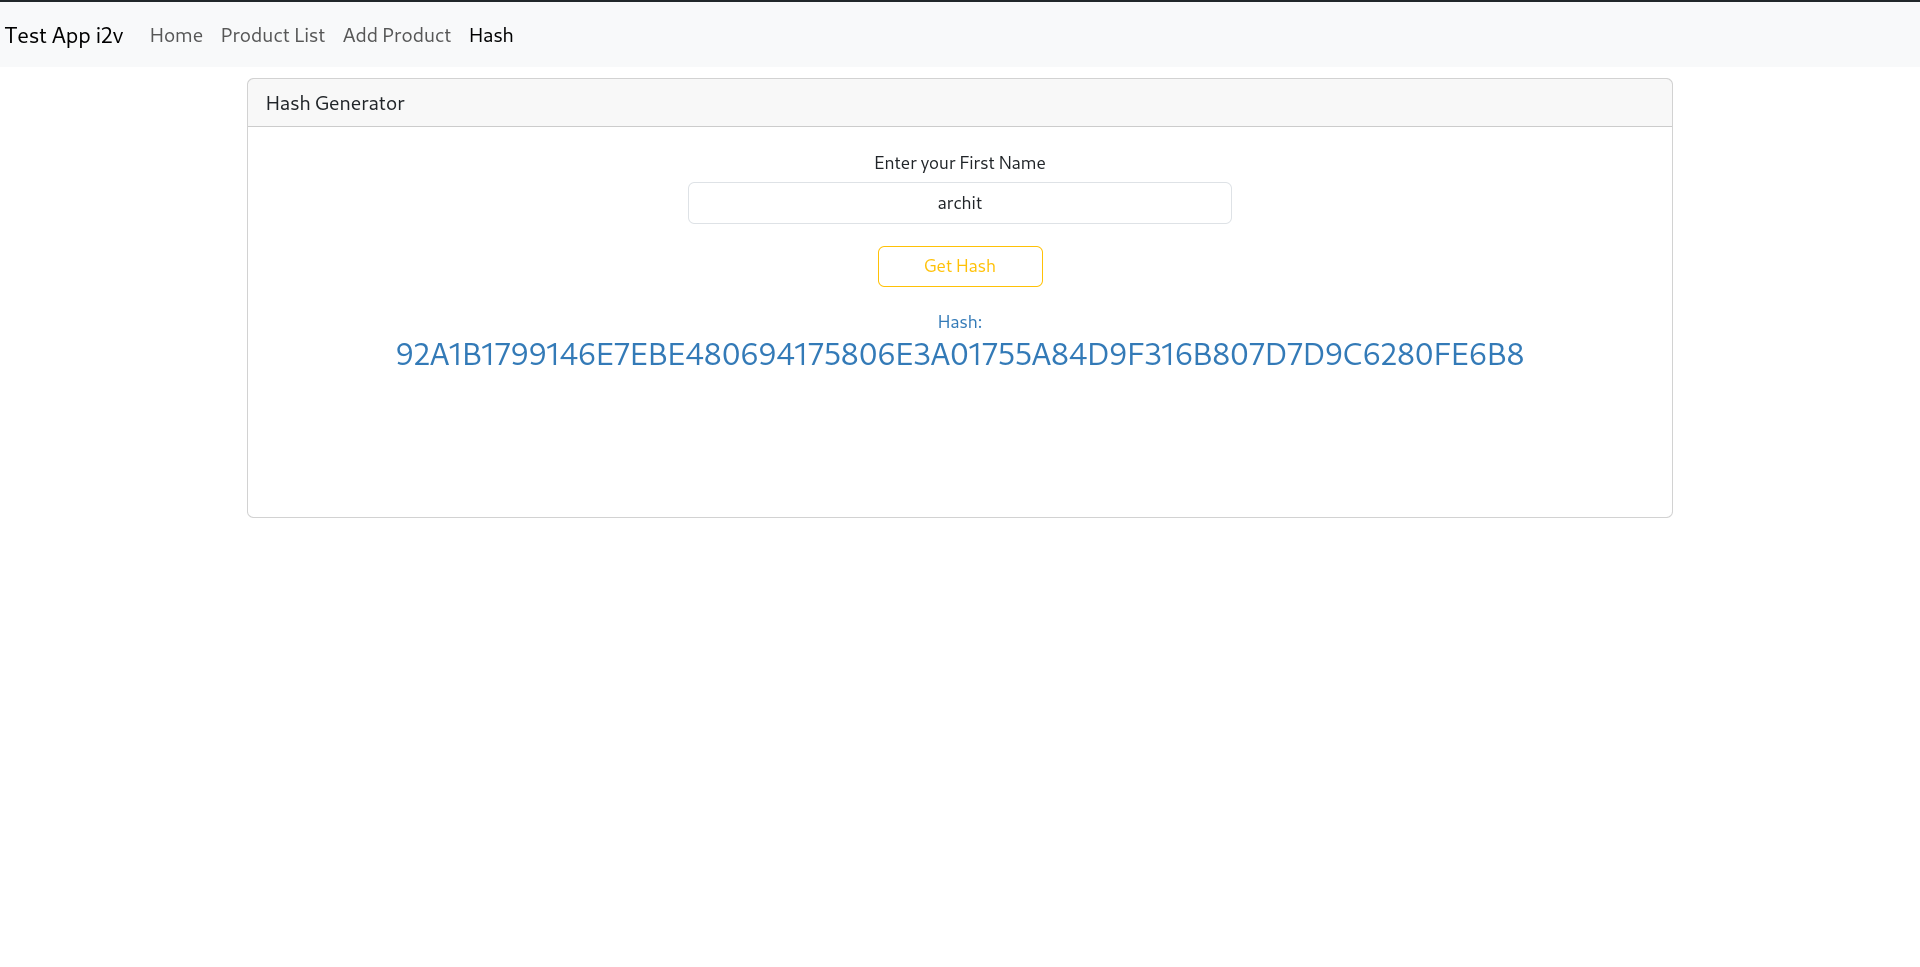 Test App i2v Home Product List Add Product Hash
Hash Generator
Enter your First Name
archit
Get Hash
Hash:
92A1B1799146E7EBE480694175806E3A01755A84D9F316B807D7D9C6280FE6B8